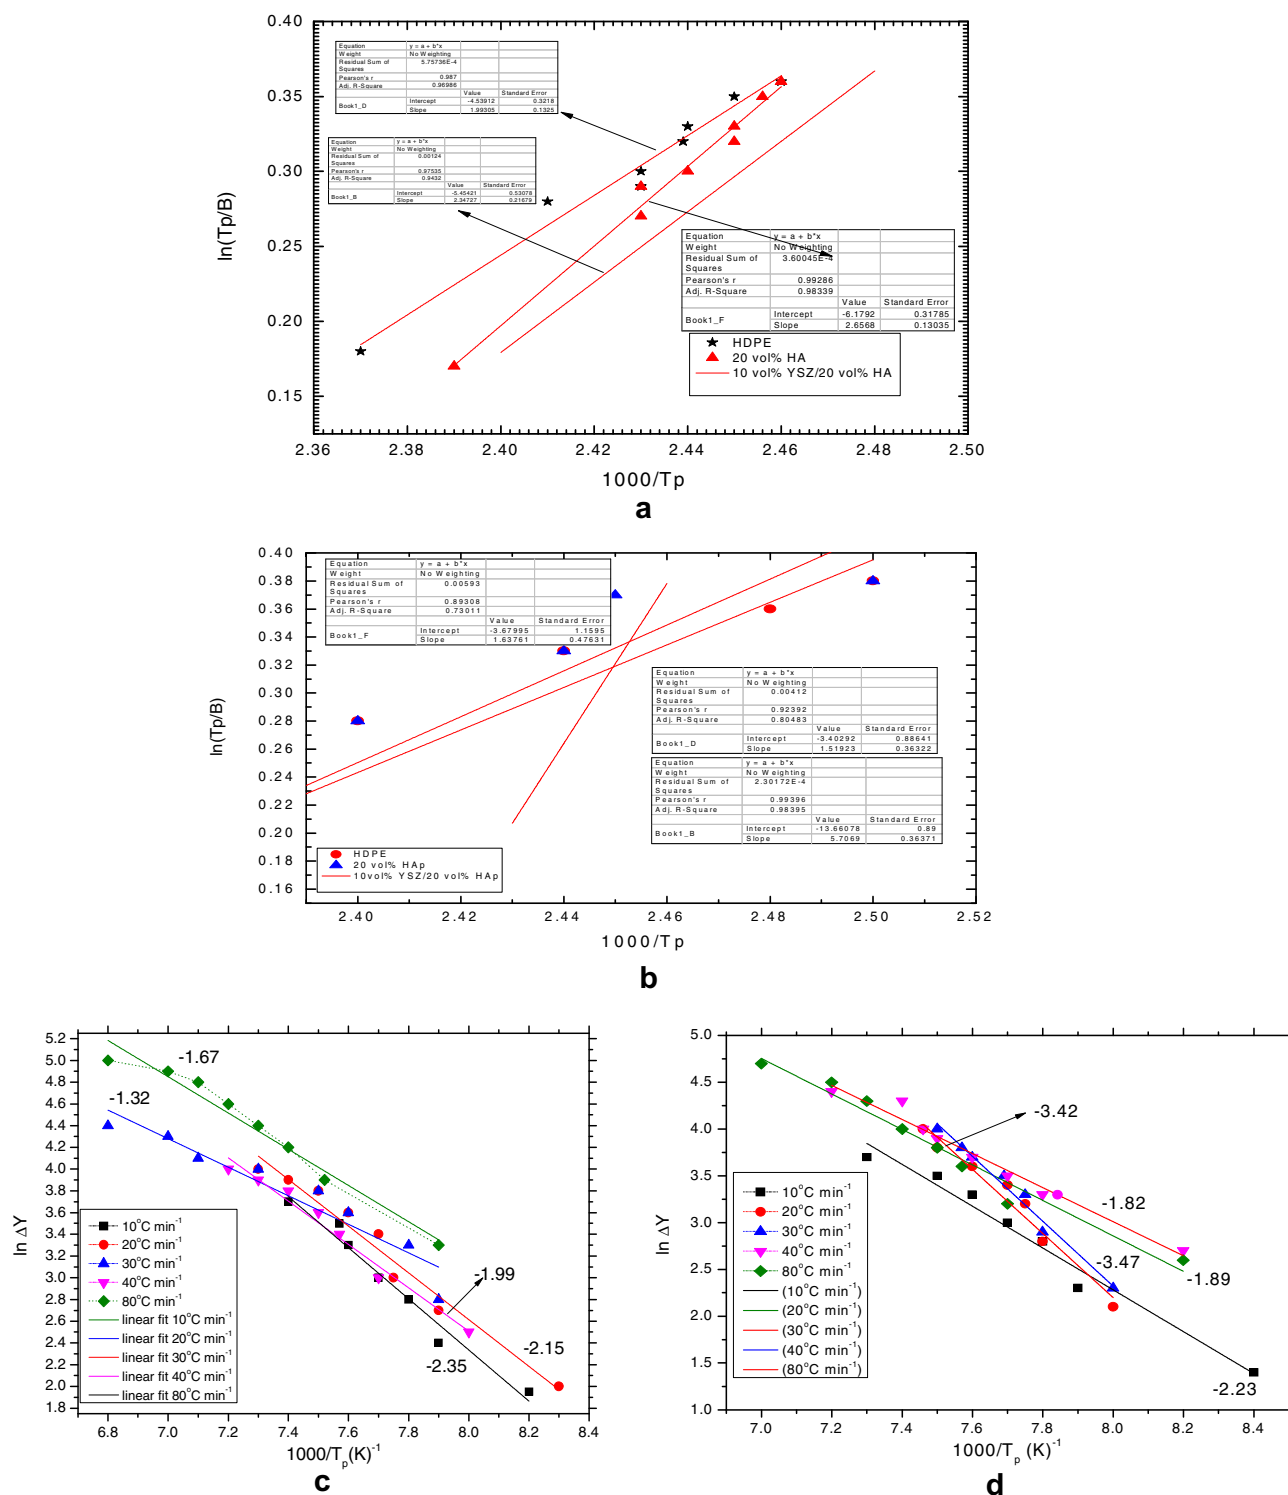 0.40
0.35
0.30
0.25
0.20
0.15
ln(Tp/B)
Equation y = a + b*x
Weight No Weighting
Residual Sum of Squares 5.75736E-4
Pearson's r 0.987
Adj. R-Square 0.96986
Value Standard Error
Book1_D Intercept -4.53912 0.3218
Slope 1.99305 0.1325
Equation y = a + b*x
Weight No Weighting
Residual Sum of Squares 0.00124
Pearson's r 0.97535
Adj. R-Square 0.9432
Value Standard Error
Book1_B Intercept -5.45421 0.53078
Slope 2.34727 0.21679
Equation y = a + b*x
Weight No Weighting
Residual Sum of Squares 3.60045E-4
Pearson's r 0.99286
Adj. R-Square 0.98339
Value Standard Error
Book1_F Intercept -6.1792 0.31785
Slope 2.6568 0.13035
HDPE
20 vol% HA
10 vol% YSZ/20 vol% HA
2.36 2.38 2.40 2.42 2.44 2.46 2.48 2.50
1000/Tp
a
0.40
0.38
0.36
0.34
0.32
0.30
0.28
0.26
0.24
0.22
0.20
0.18
0.16
ln(Tp/B)
Equation y = a + b*x
Weight No Weighting
Residual Sum of Squares 0.00593
Pearson's r 0.89308
Adj. R-Square 0.73011
Value Standard Error
Book1_F Intercept -3.67995 1.1595
Slope 1.63761 0.47631
Equation y = a + b*x
Weight No Weighting
Residual Sum of Squares 0.00412
Pearson's r 0.92392
Adj. R-Square 0.80483
Value Standard Error
Book1_D Intercept -3.40292 0.88641
Slope 1.51923 0.36322
Equation y = a + b*x
Weight No Weighting
Residual Sum of Squares 2.30172E-4
Pearson's r 0.99396
Adj. R-Square 0.98395
Value Standard Error
Book1_B Intercept -13.66078 0.89
Slope 5.7069 0.36371
HDPE
20 vol% HAp
10vol% YSZ/20 vol% HAp
2.40 2.42 2.44 2.46 2.48 2.50 2.52
1000/Tp
b
5.2
5.0
4.8
4.6
4.4
4.2
4.0
3.8
3.6
3.4
3.2
3.0
2.8
2.6
2.4
2.2
2.0
1.8
ln ΔY
-1.67
-1.32
-1.99
-2.15
-2.35
10°C min⁻¹
20°C min⁻¹
30°C min⁻¹
40°C min⁻¹
80°C min⁻¹
linear fit 10°C min⁻¹
linear fit 20°C min⁻¹
linear fit 30°C min⁻¹
linear fit 40°C min⁻¹
linear fit 80°C min⁻¹
6.8 7.0 7.2 7.4 7.6 7.8 8.0 8.2 8.4
1000/Tp(K)⁻¹
c
5.0
4.5
4.0
3.5
3.0
2.5
2.0
1.5
1.0
ln ΔY
-3.42
-1.82
-3.47
-1.89
-2.23
10°C min⁻¹
20°C min⁻¹
30°C min⁻¹
40°C min⁻¹
80°C min⁻¹
(10°C min⁻¹)
(20°C min⁻¹)
(30°C min⁻¹)
(40°C min⁻¹)
(80°C min⁻¹)
7.0 7.2 7.4 7.6 7.8 8.0 8.2 8.4
1000/Tp (K)⁻¹
d